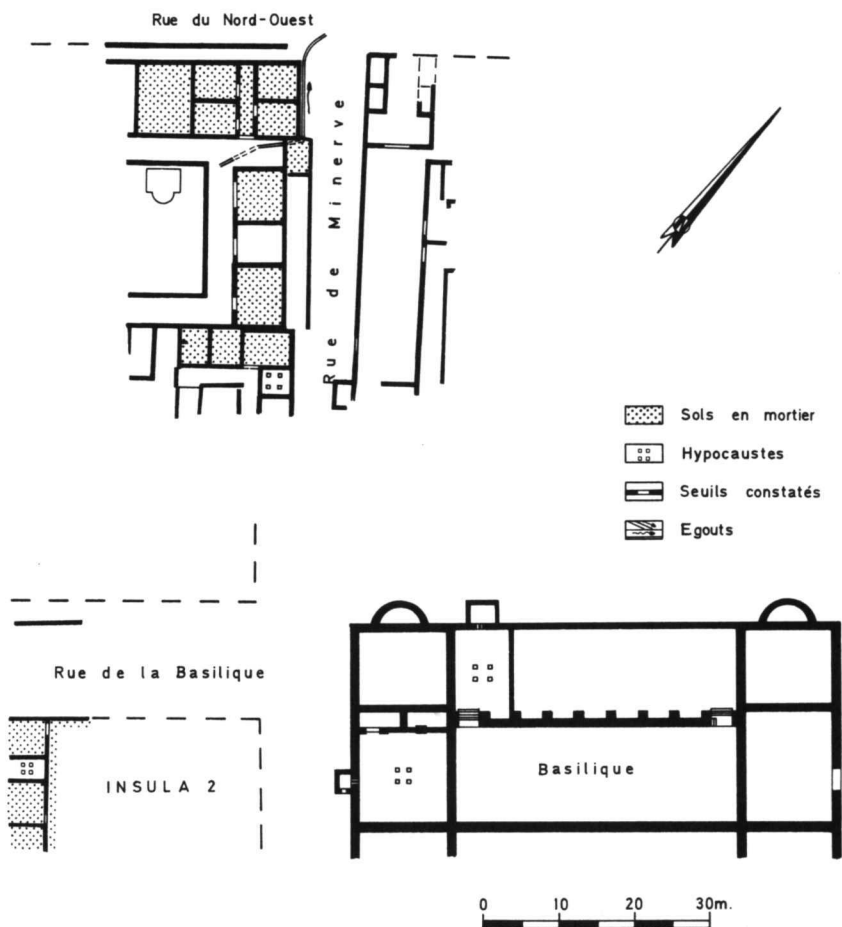 Rue du Nord-Ouest
Rue de Minerve
Sols en mortier
Hypocaustes
Seuils constatés
Egouts
Rue de la Basilique
INSULA 2
Basilique
0 10 20 30m.